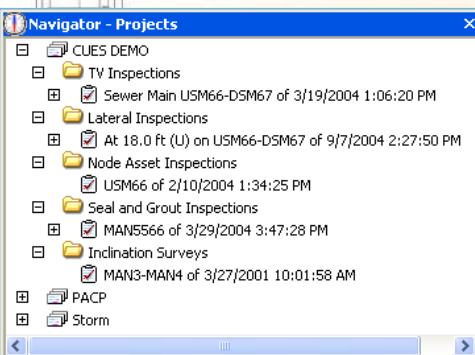 Navigator - Projects
CUES DEMO
TV Inspections
Sewer Main USM66-DSM67 of 3/19/2004 1:06:20 PM
Lateral Inspections
At 18.0 ft (U) on USM66-DSM67 of 9/7/2004 2:27:50 PM
Node Asset Inspections
USM66 of 2/10/2004 1:34:25 PM
Seal and Grout Inspections
MAN5566 of 3/29/2004 3:47:28 PM
Inclination Surveys
MAN3-MAN4 of 3/27/2001 10:01:58 AM
PACP
Storm